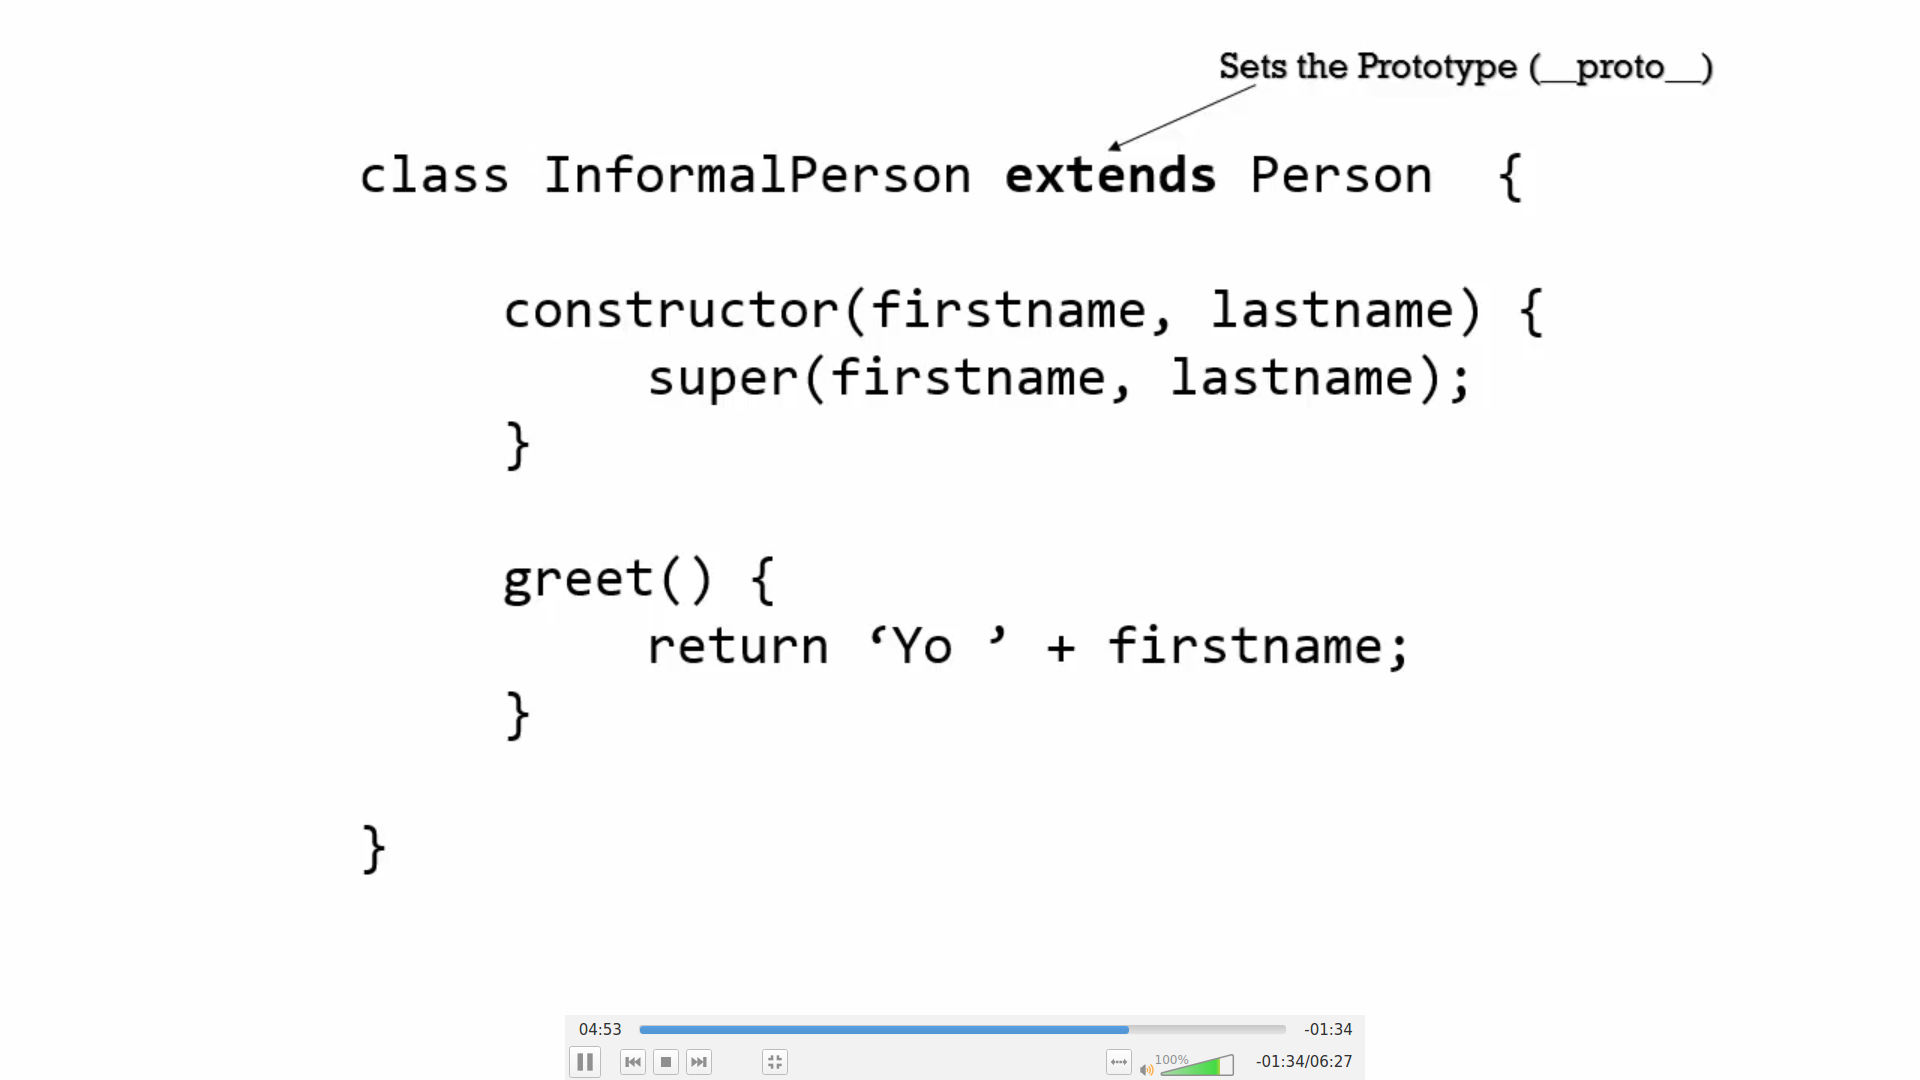 Sets the Prototype (__proto__)
class InformalPerson extends Person  {
constructor(firstname, lastname) {
super(firstname, lastname);
}
greet() {
return ‘Yo ’ + firstname;
}
}
04:53
-01:34
100%
-01:34/06:27